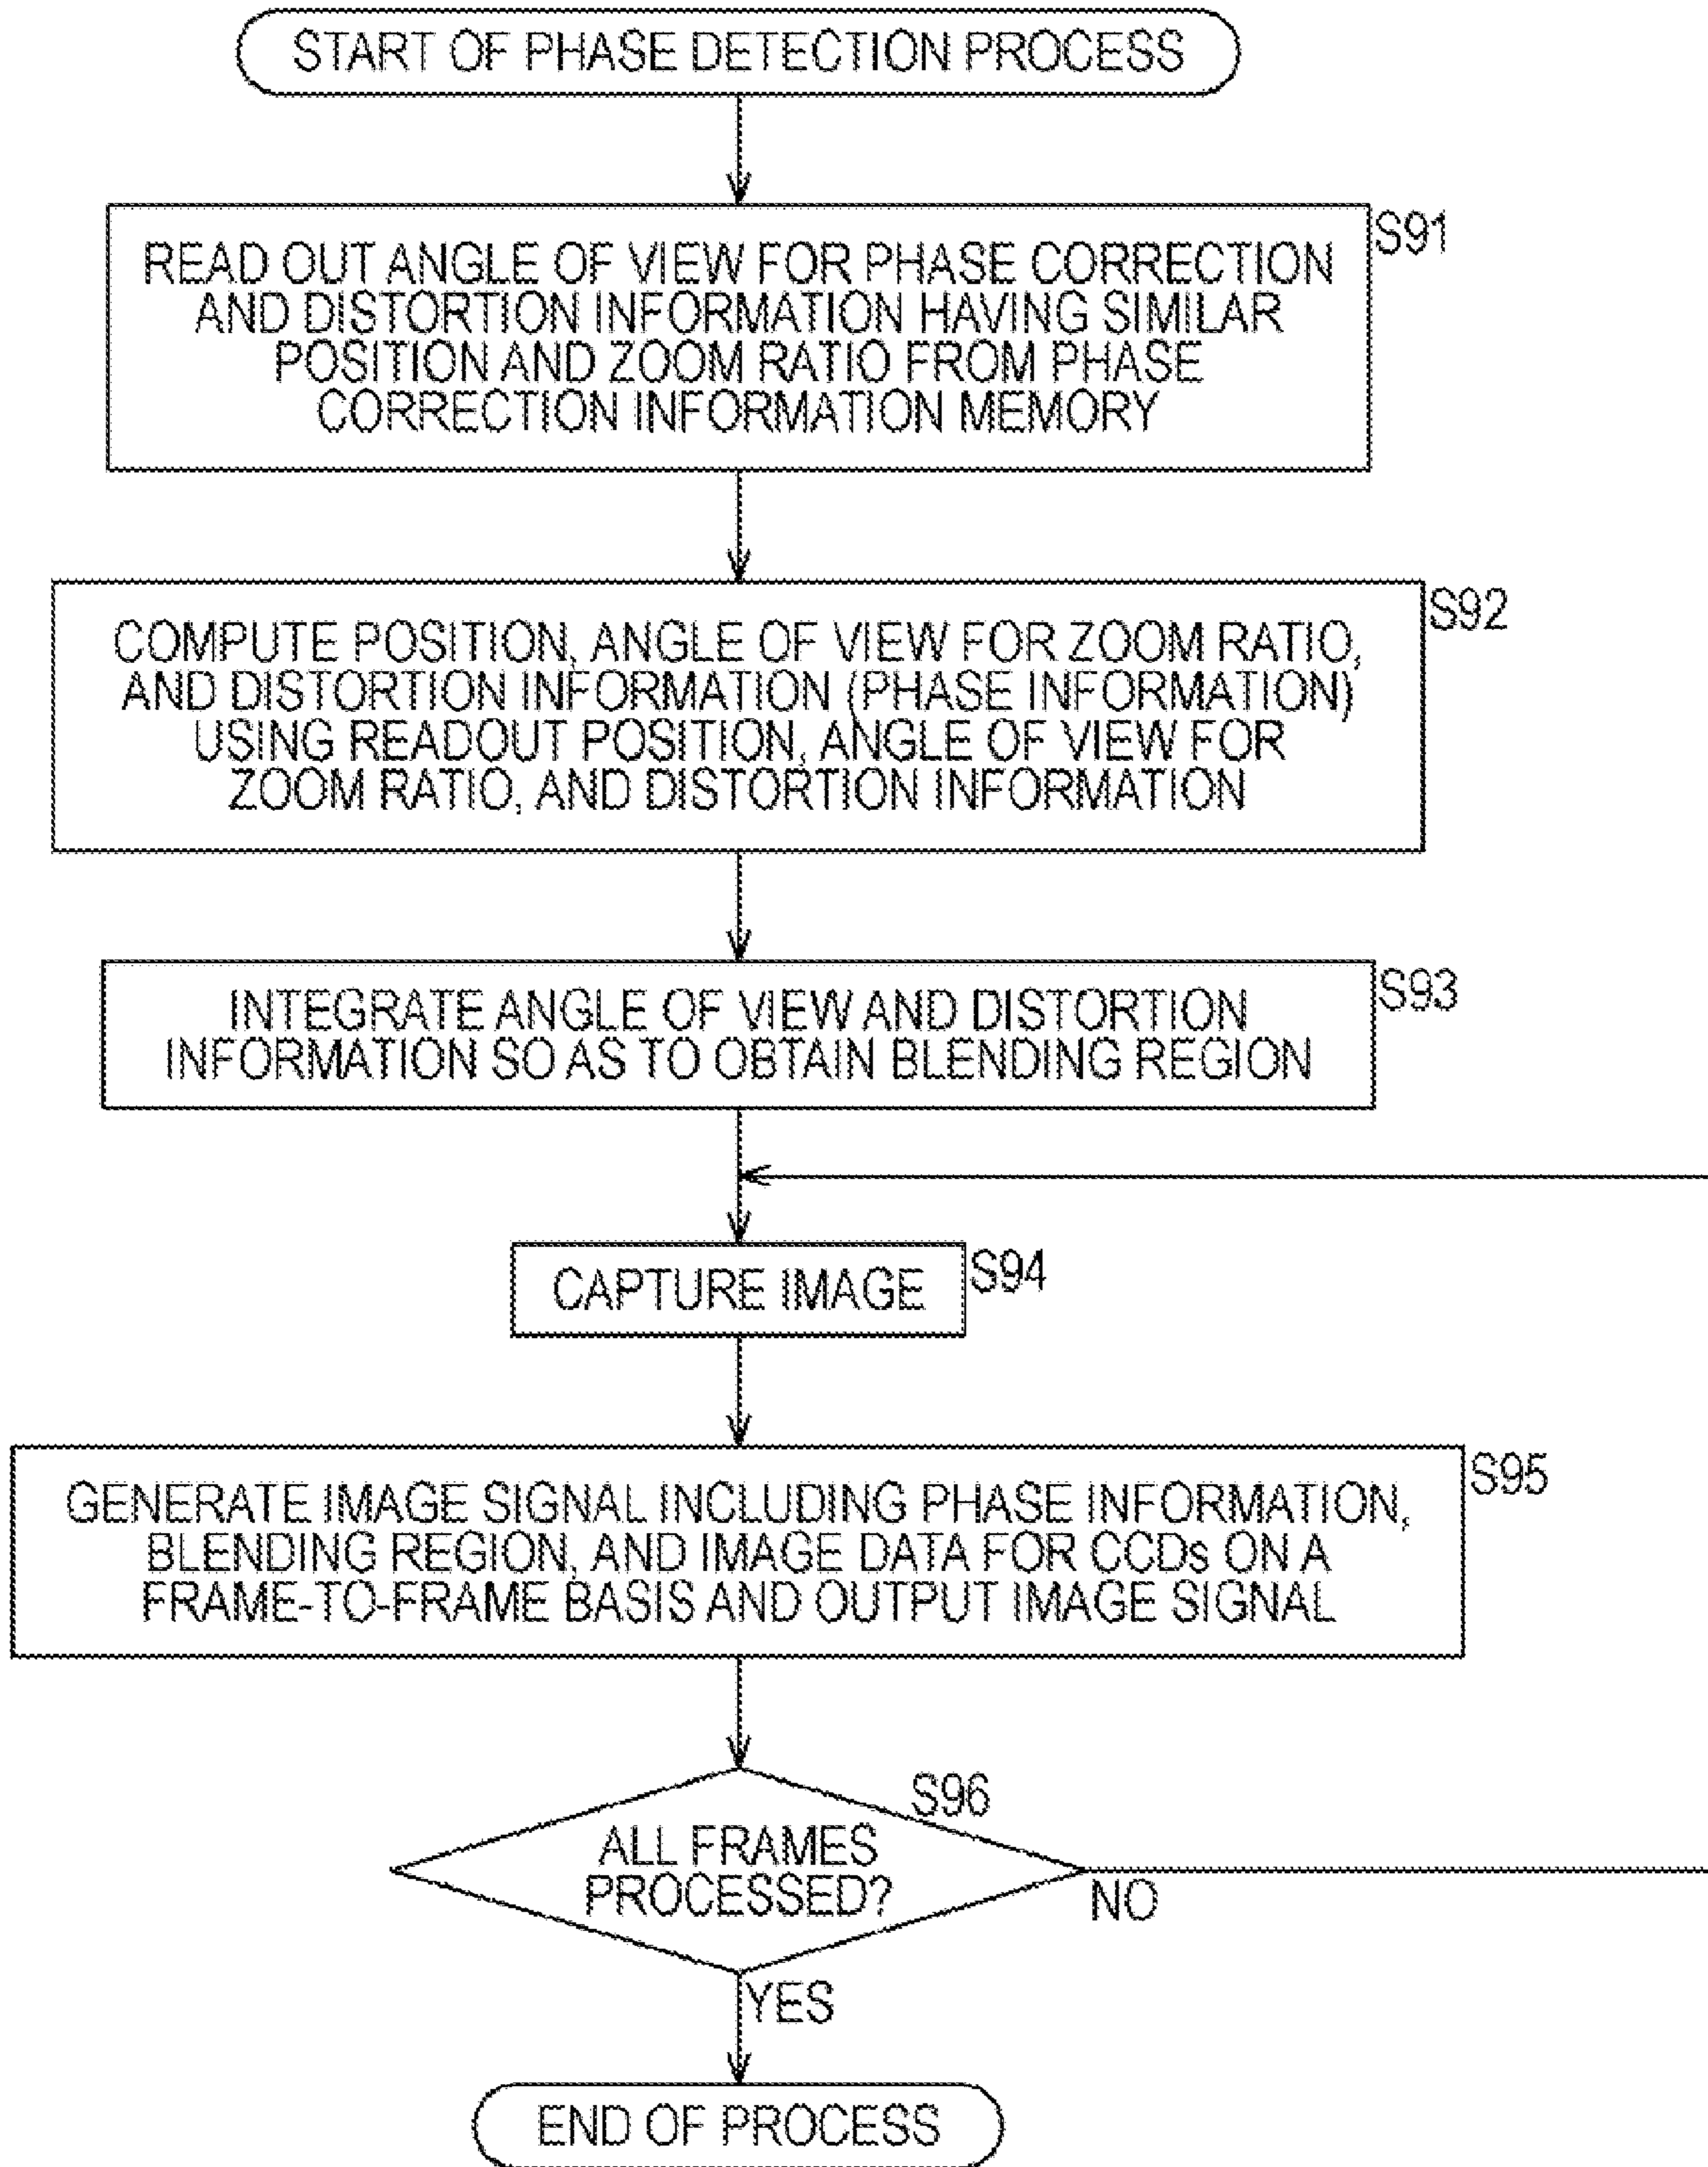 START OF PHASE DETECTION PROCESS
S91
READ OUT ANGLE OF VIEW FOR PHASE CORRECTION
AND DISTORTION INFORMATION HAVING SIMILAR
POSITION AND ZOOM RATIO FROM PHASE
CORRECTION INFORMATION MEMORY
S92
COMPUTE POSITION, ANGLE OF VIEW FOR ZOOM RATIO,
AND DISTORTION INFORMATION (PHASE INFORMATION)
USING READOUT POSITION, ANGLE OF VIEW FOR
ZOOM RATIO, AND DISTORTION INFORMATION
S93
INTEGRATE ANGLE OF VIEW AND DISTORTION
INFORMATION SO AS TO OBTAIN BLENDING REGION
S94
CAPTURE IMAGE
S95
GENERATE IMAGE SIGNAL INCLUDING PHASE INFORMATION,
BLENDING REGION, AND IMAGE DATA FOR CCDs ON A
FRAME-TO-FRAME BASIS AND OUTPUT IMAGE SIGNAL
S96
ALL FRAMES
PROCESSED?
NO
YES
END OF PROCESS